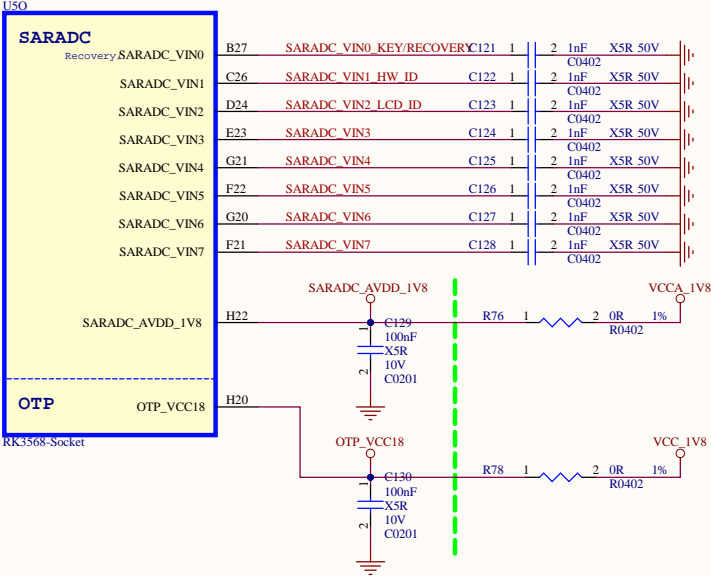 U5O
SARADC
Recovery SARADC_VIN0 B27 SARADC_VIN0_KEY/RECOVERY C121 1 2 1nF X5R 50V
C0402
SARADC_VIN1 C26 SARADC_VIN1_HW_ID C122 1 2 1nF X5R 50V
C0402
SARADC_VIN2 D24 SARADC_VIN2_LCD_ID C123 1 2 1nF X5R 50V
C0402
SARADC_VIN3 E23 SARADC_VIN3 C124 1 2 1nF X5R 50V
C0402
SARADC_VIN4 G21 SARADC_VIN4 C125 1 2 1nF X5R 50V
C0402
SARADC_VIN5 F22 SARADC_VIN5 C126 1 2 1nF X5R 50V
C0402
SARADC_VIN6 G20 SARADC_VIN6 C127 1 2 1nF X5R 50V
C0402
SARADC_VIN7 F21 SARADC_VIN7 C128 1 2 1nF X5R 50V
C0402
SARADC_AVDD_1V8 VCCA_1V8
SARADC_AVDD_1V8 H22 R76 1 2 0R 1%
R0402
1 C129
100nF
X5R
10V
2 C0201
OTP
OTP_VCC18 H20
RK3568-Socket
OTP_VCC18 VCC_1V8
R78 1 2 0R 1%
R0402
1 C130
100nF
X5R
10V
2 C0201